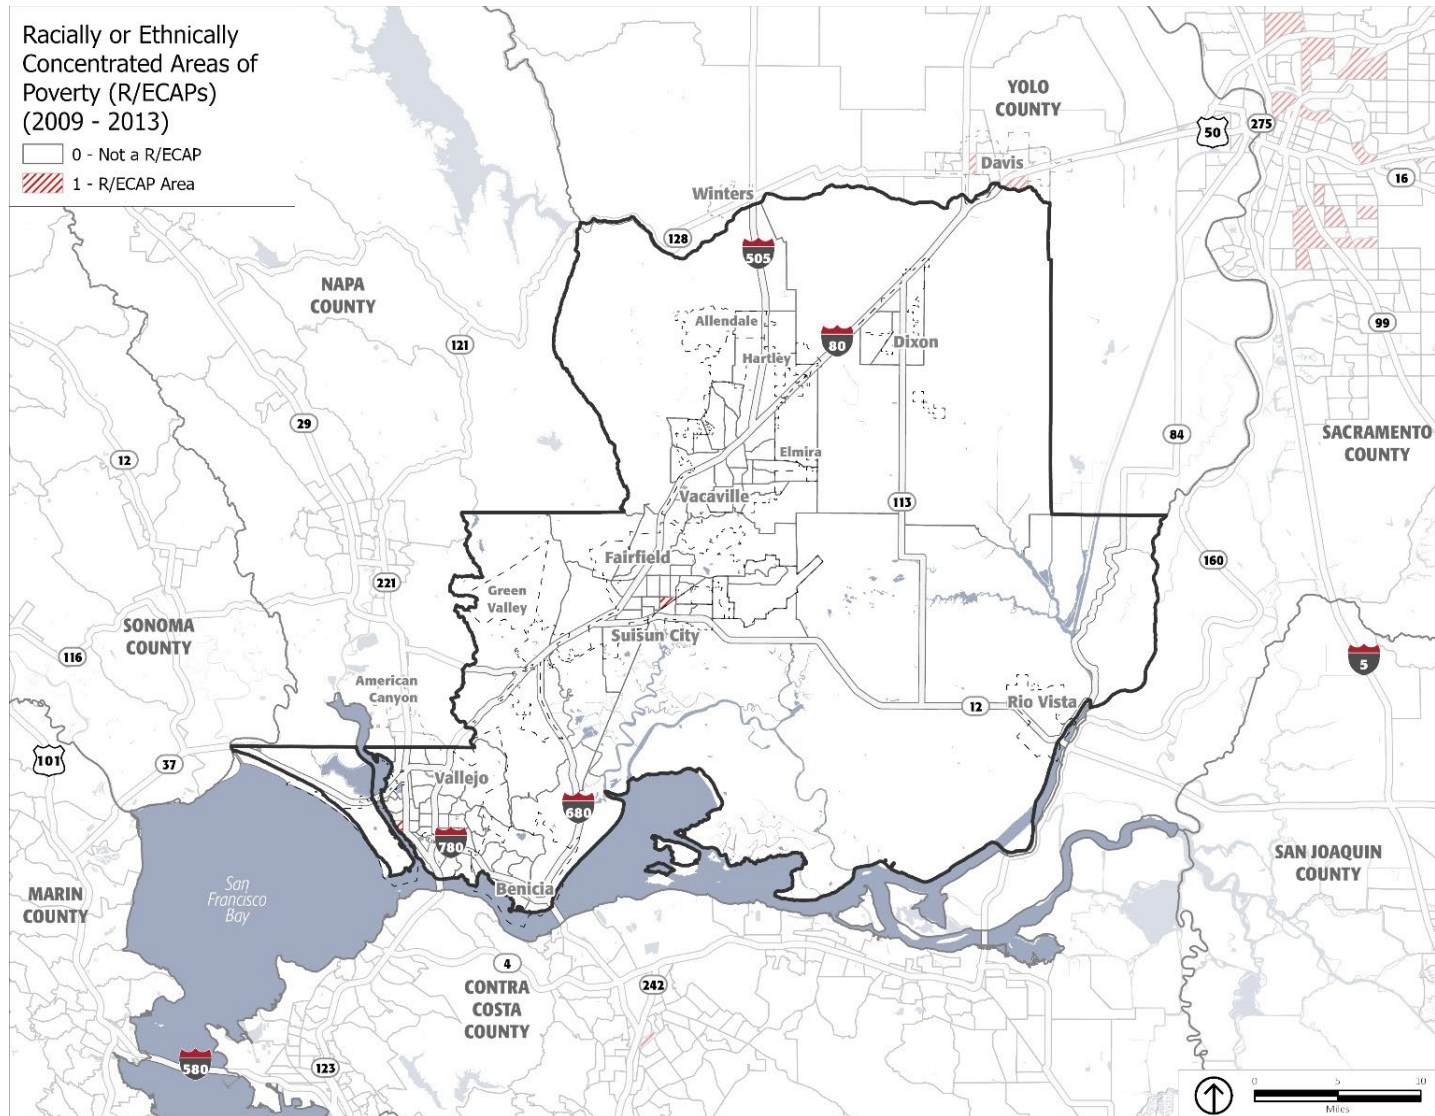 Racially or Ethnically
Concentrated Areas of
Poverty (R/ECAPs)
(2009 - 2013)
0 - Not a R/ECAP
1 - R/ECAP Area
YOLO
COUNTY
50
275
Davis
16
Winters
128
505
NAPA
COUNTY
Allendale
99
121
80
Dixon
Hartley
29
84
SACRAMENTO
COUNTY
12
Elmira
Vacaville
113
Fairfield
160
221
Green
Valley
SONOMA
COUNTY
Suisun City
116
5
American
Canyon
Rio Vista
12
101
37
Vallejo
680
780
SAN JOAQUIN
COUNTY
Benicia
MARIN
COUNTY
San
Francisco
Bay
4
CONTRA
COSTA
COUNTY
242
580
123
0 5 10
Miles